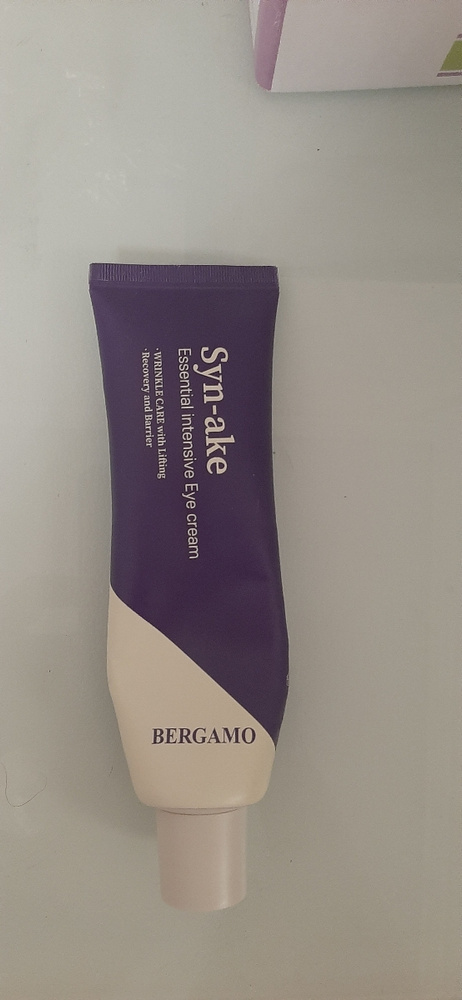 Syn-ake
Essential intensive Eye cream
· WRINKLE CARE with Lifting
· Recovery and Barrier
BERGAMO